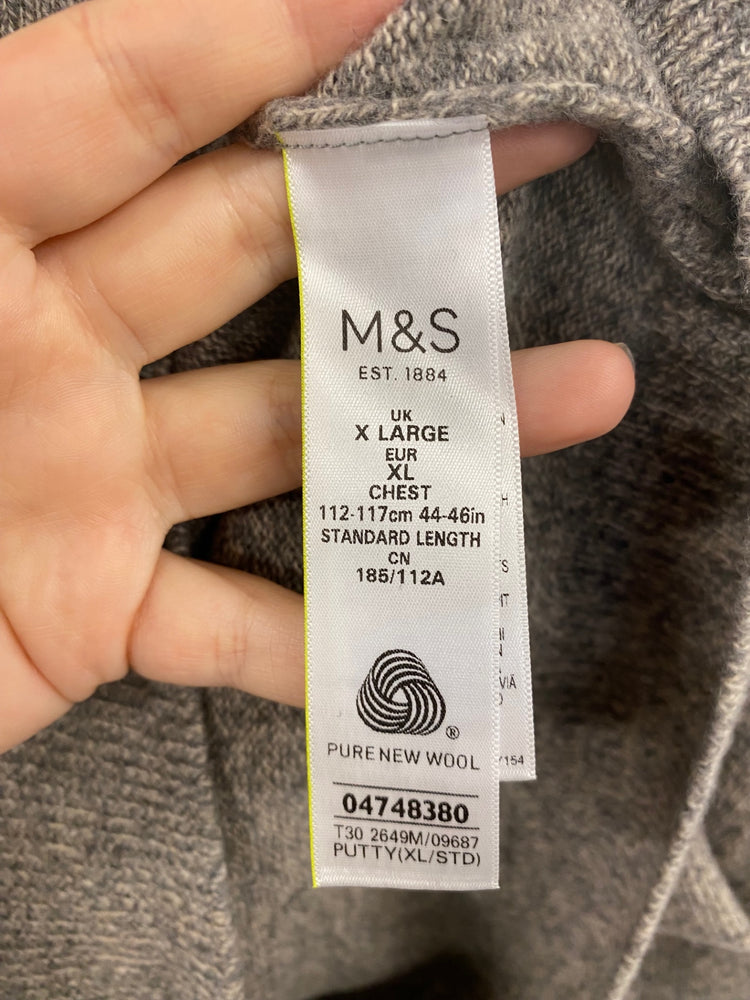 M&S
EST. 1884
UK
X LARGE
EUR
XL
CHEST
112-117cm 44-46in
STANDARD LENGTH
CN
185/112A
®
PURE NEW WOOL
04748380
T30 2649M/09687
PUTTY(XL/STD)
/154